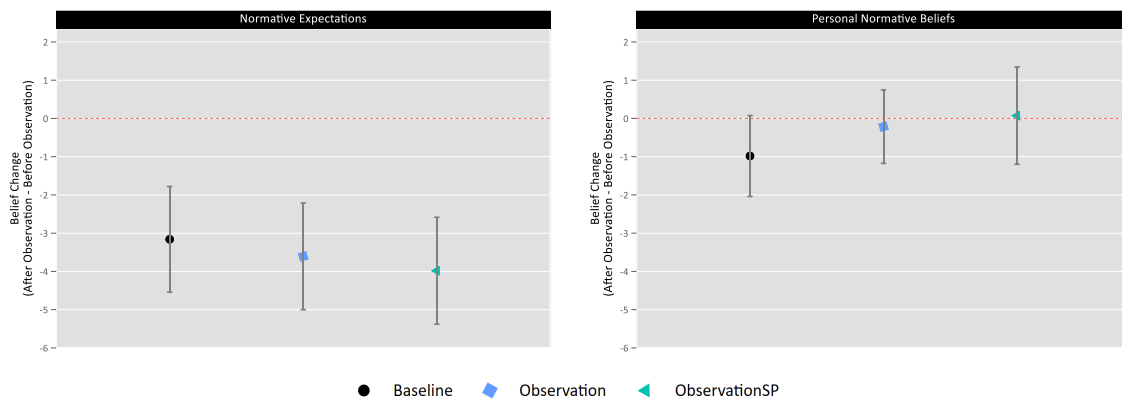 Normative Expectations
Belief Change
(After Observation - Before Observation)
2
1
0
-1
-2
-3
-4
-5
-6
Personal Normative Beliefs
Belief Change
(After Observation - Before Observation)
2
1
0
-1
-2
-3
-4
-5
-6
Baseline Observation ObservationSP